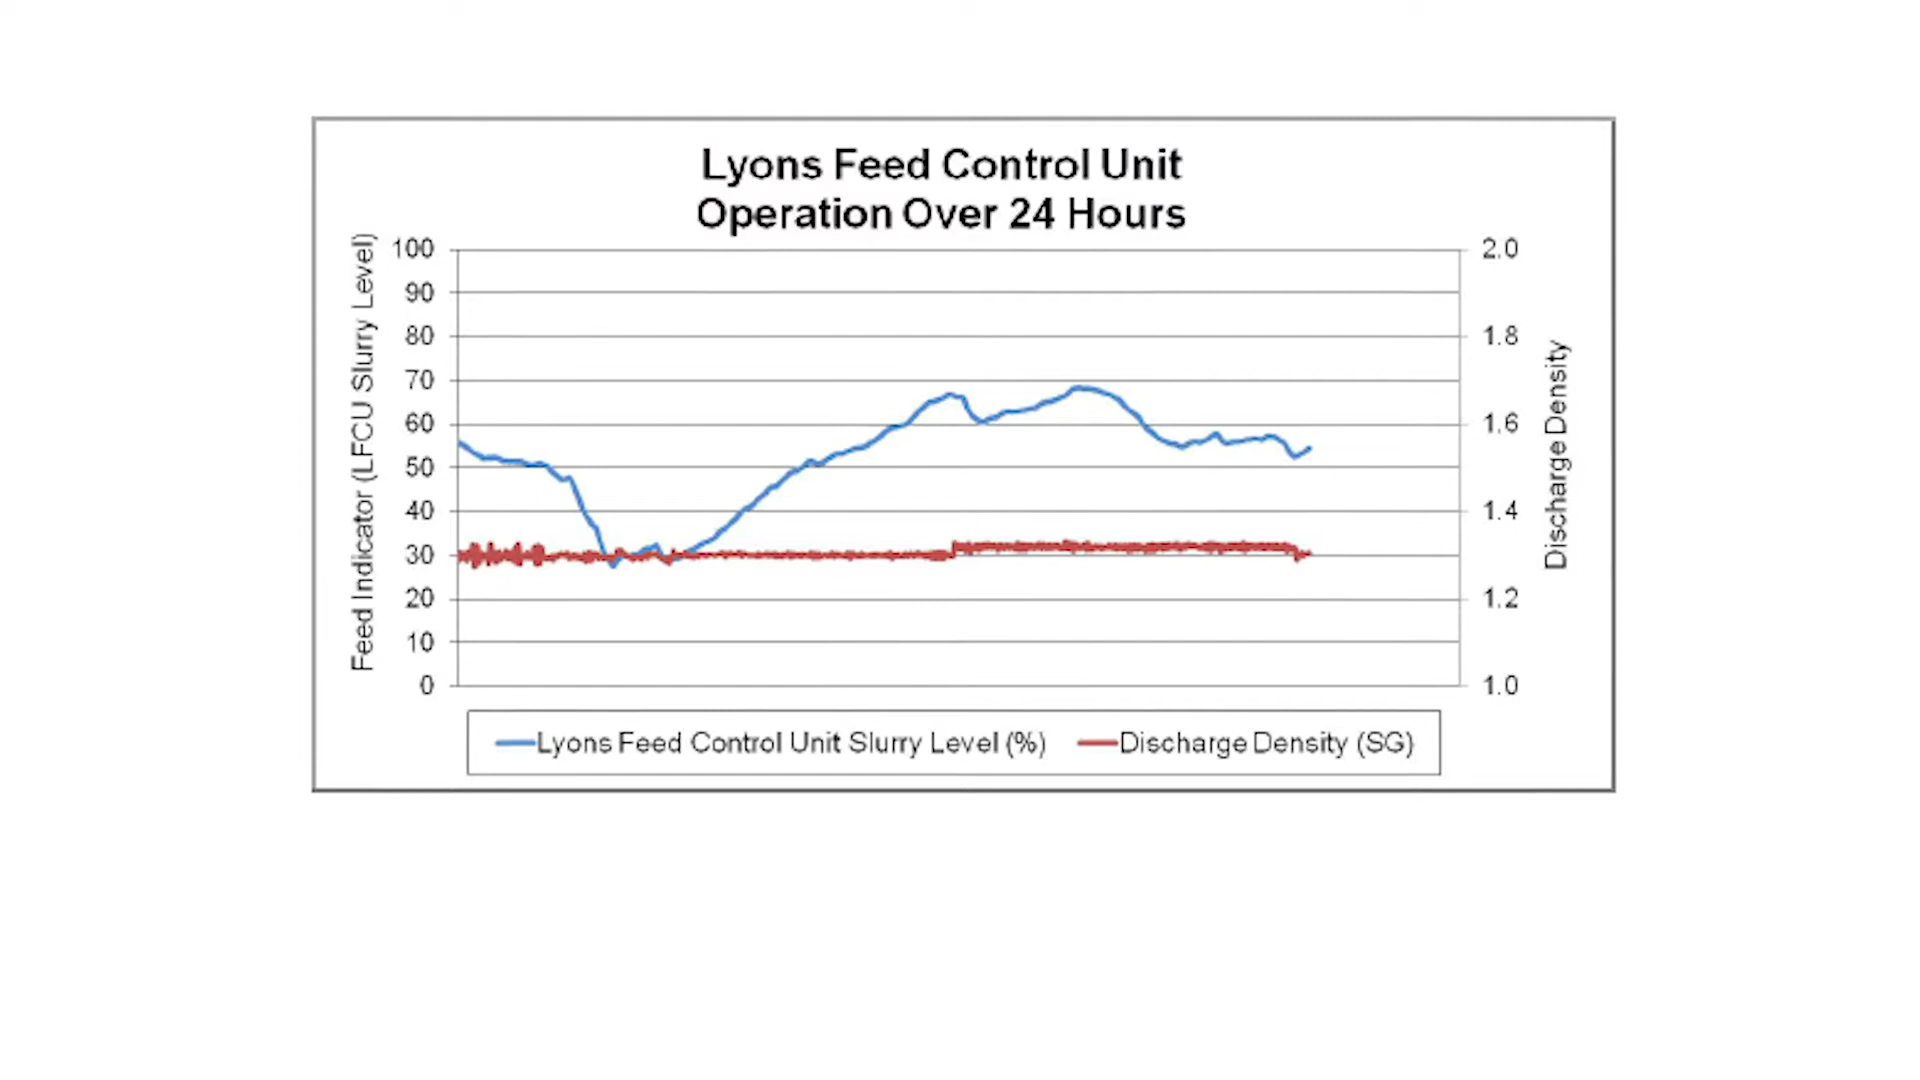 Lyons Feed Control Unit
Operation Over 24 Hours
Feed Indicator (LFCU Slurry Level)
100
90
80
70
60
50
40
30
20
10
0
2.0
1.8
1.6
1.4
1.2
1.0
Discharge Density
Lyons Feed Control Unit Slurry Level (%)
Discharge Density (SG)